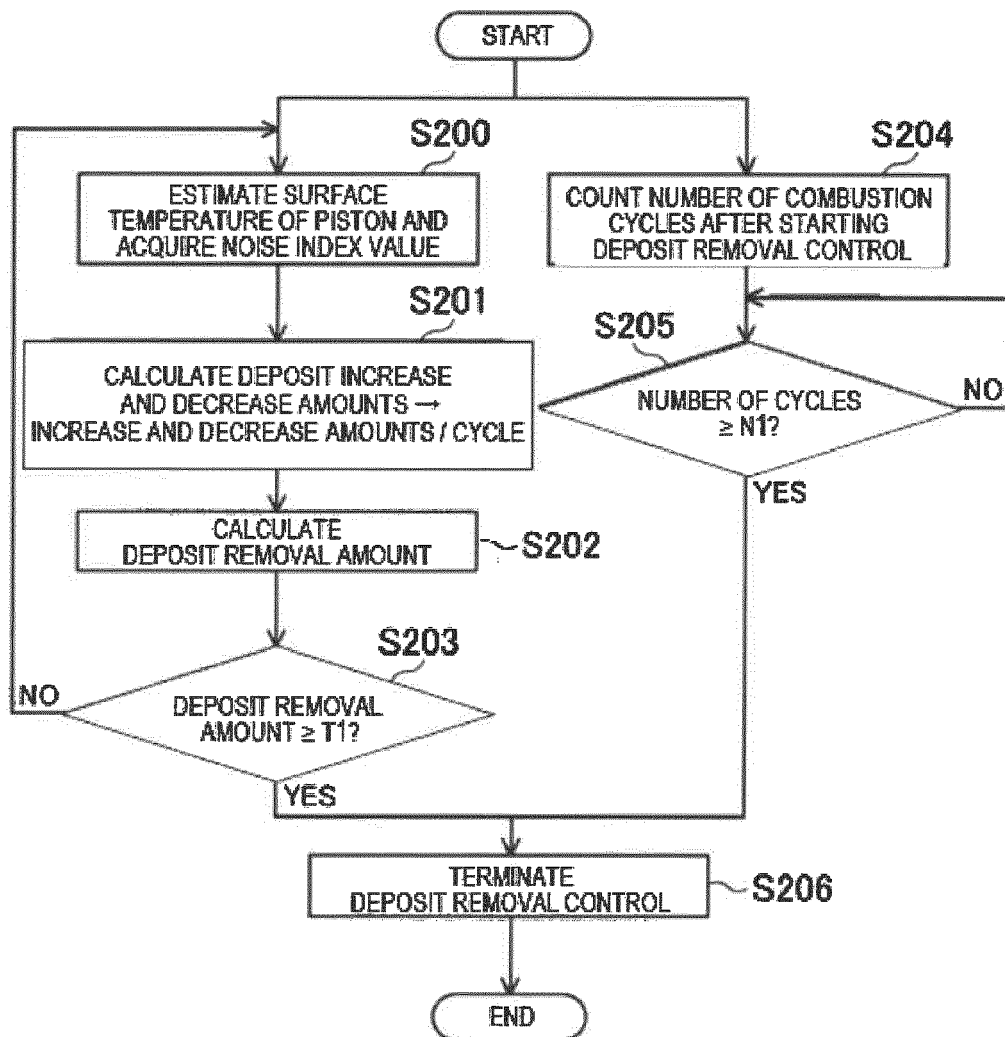 START
S200
ESTIMATE SURFACE
TEMPERATURE OF PISTON AND
ACQUIRE NOISE INDEX VALUE
S201
CALCULATE DEPOSIT INCREASE
AND DECREASE AMOUNTS →
INCREASE AND DECREASE AMOUNTS / CYCLE
CALCULATE
DEPOSIT REMOVAL AMOUNT
S202
S203
DEPOSIT REMOVAL
AMOUNT ≥ T1?
NO
YES
S204
COUNT NUMBER OF COMBUSTION
CYCLES AFTER STARTING
DEPOSIT REMOVAL CONTROL
S205
NUMBER OF CYCLES
≥ N1?
NO
YES
TERMINATE
DEPOSIT REMOVAL CONTROL
S206
END